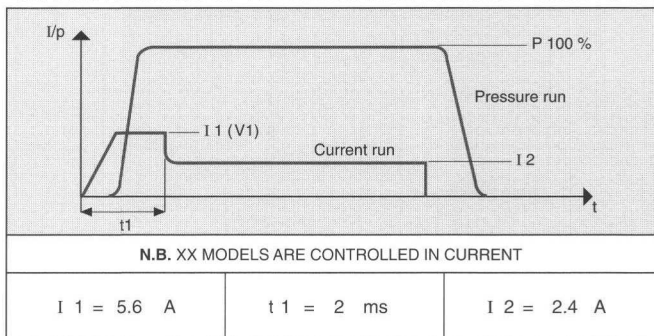 I/p
P 100 %
Pressure run
I 1 (V1)
Current run
I 2
t
t1
N.B. XX MODELS ARE CONTROLLED IN CURRENT
I 1 = 5.6 A
t 1 = 2 ms
I 2 = 2.4 A